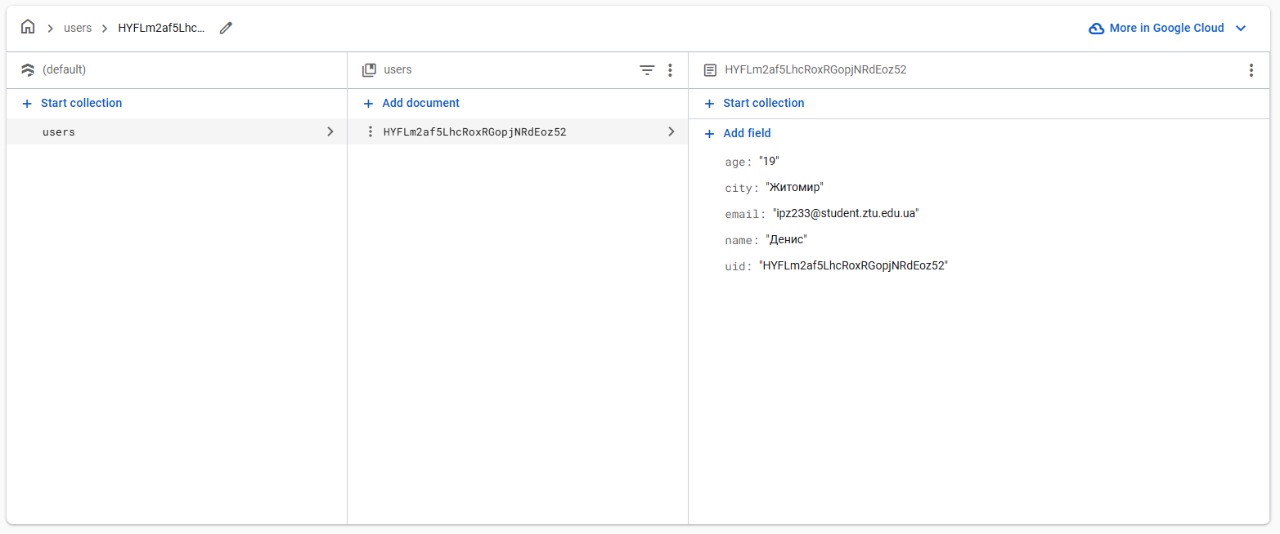 users HYFLm2af5Lhc... More in Google Cloud
(default)
Start collection
users
users
Add document
HYFLm2af5LhcRoxRGopjNRdEoz52
HYFLm2af5LhcRoxRGopjNRdEoz52
Start collection
Add field
age: "19"
city: "Житомир"
email: "ipz233@student.ztu.edu.ua"
name: "Денис"
uid: "HYFLm2af5LhcRoxRGopjNRdEoz52"